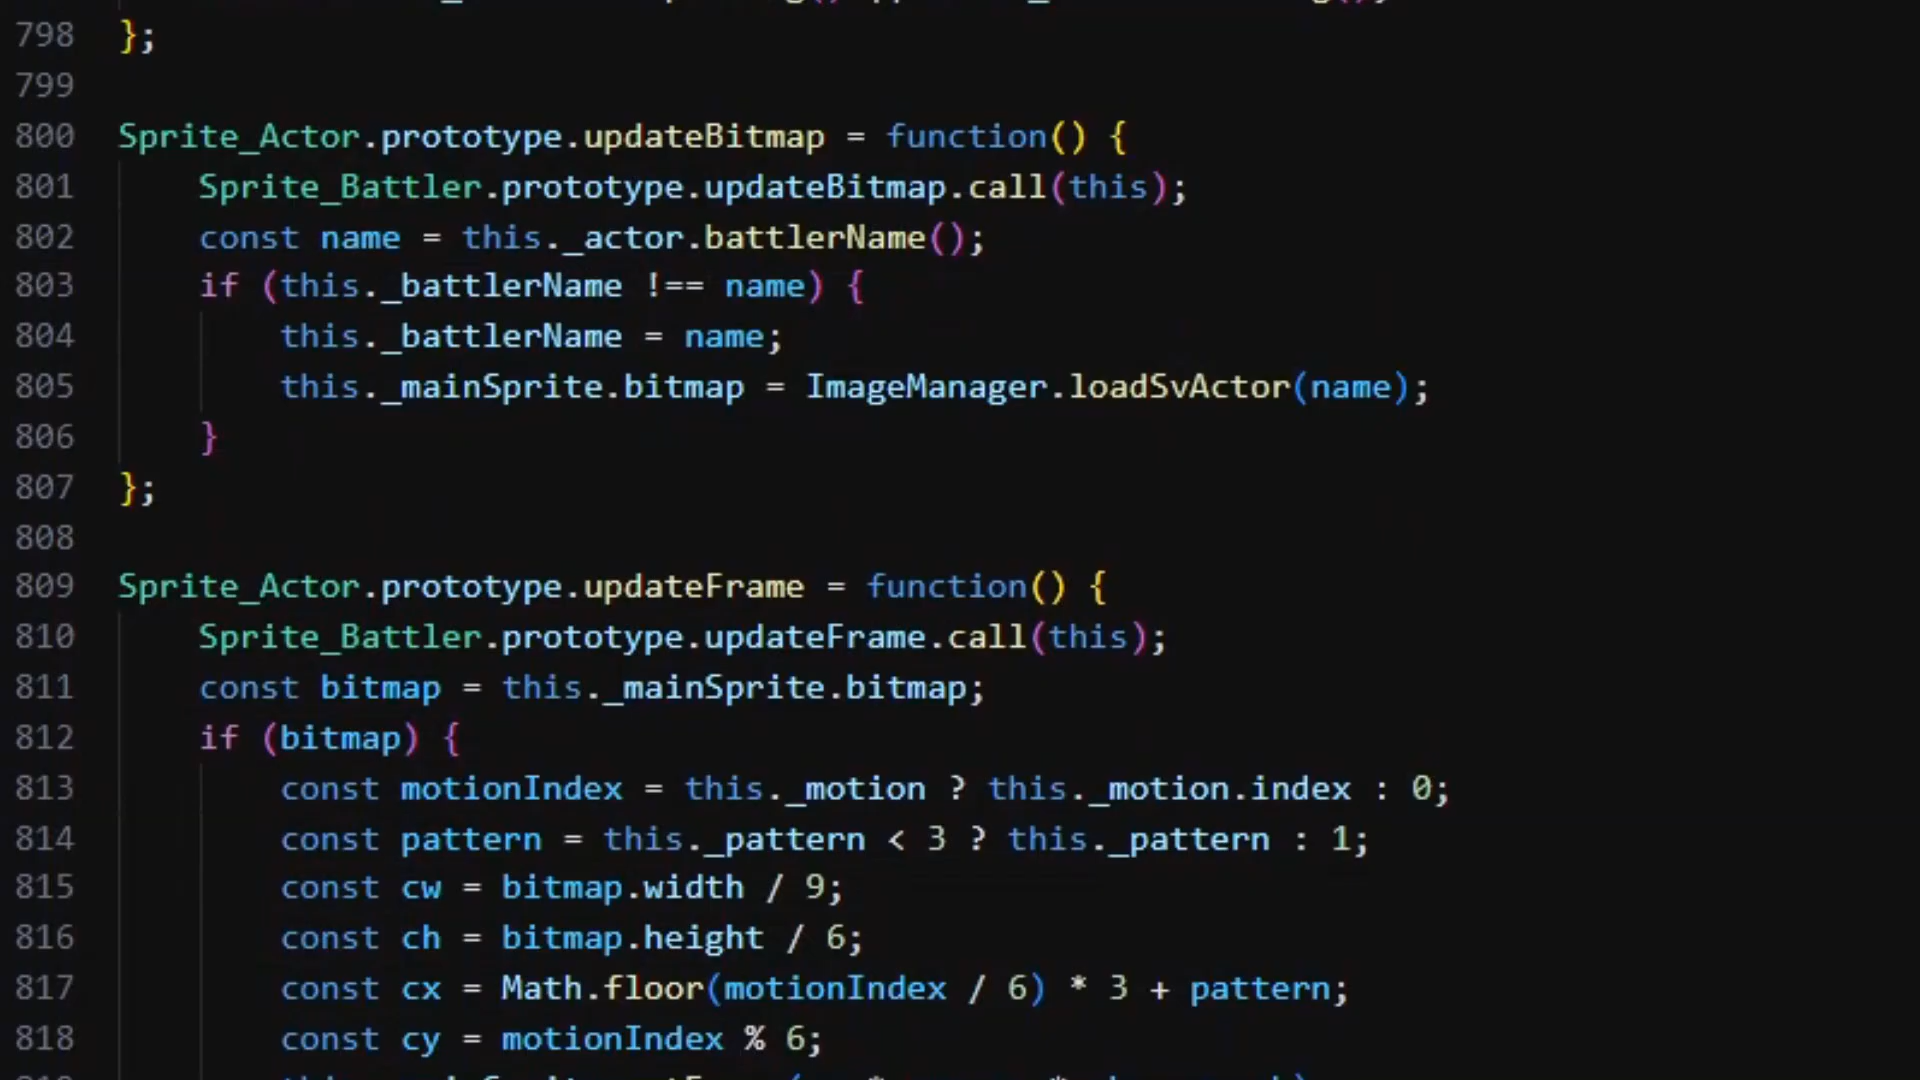 798 };
799
800 Sprite_Actor.prototype.updateBitmap = function() {
801     Sprite_Battler.prototype.updateBitmap.call(this);
802     const name = this._actor.battlerName();
803     if (this._battlerName !== name) {
804         this._battlerName = name;
805         this._mainSprite.bitmap = ImageManager.loadSvActor(name);
806     }
807 };
808
809 Sprite_Actor.prototype.updateFrame = function() {
810     Sprite_Battler.prototype.updateFrame.call(this);
811     const bitmap = this._mainSprite.bitmap;
812     if (bitmap) {
813         const motionIndex = this._motion ? this._motion.index : 0;
814         const pattern = this._pattern < 3 ? this._pattern : 1;
815         const cw = bitmap.width / 9;
816         const ch = bitmap.height / 6;
817         const cx = Math.floor(motionIndex / 6) * 3 + pattern;
818         const cy = motionIndex % 6;